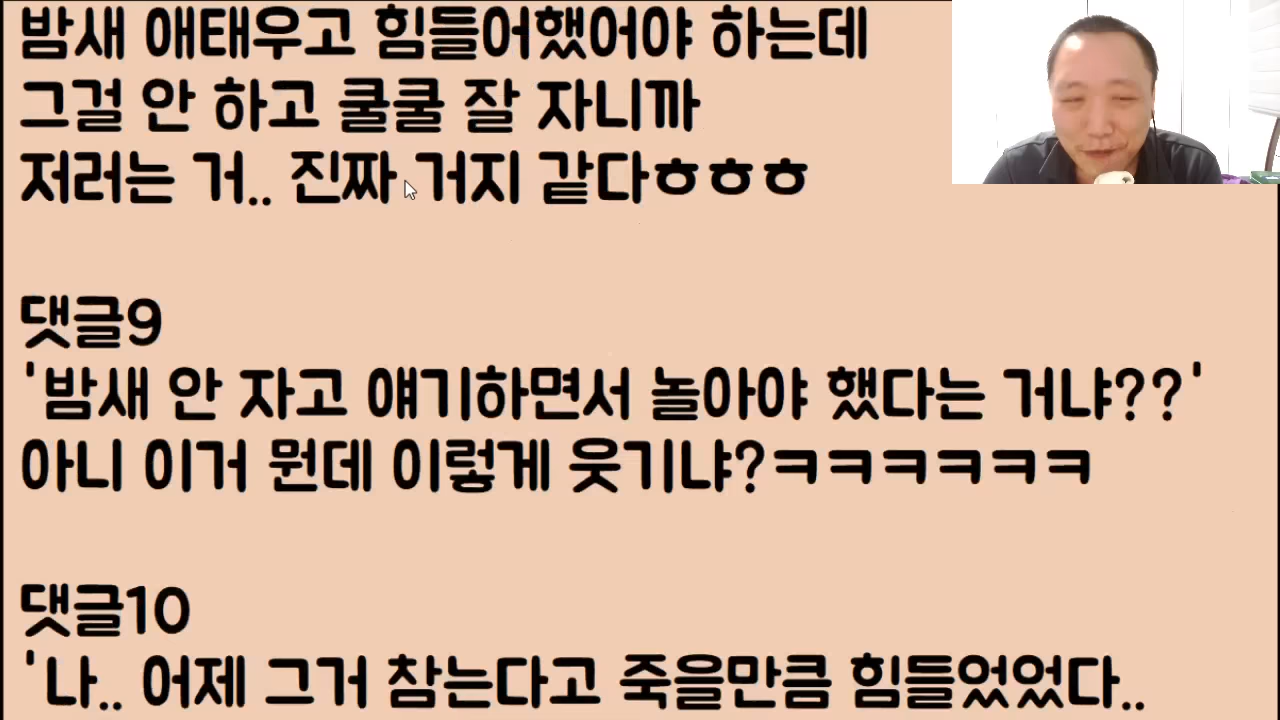 밤새 애태우고 힘들어했어야 하는데
그걸 안 하고 쿨쿨 잘 자니까
저러는 거.. 진짜 거지 같다ㅎㅎㅎ
댓글9
'밤새 안 자고 얘기하면서 놀아야 했다는 거냐??'
아니 이거 뭔데 이렇게 웃기냐?ㅋㅋㅋㅋㅋㅋ
댓글10
'나.. 어제 그거 참는다고 죽을만큼 힘들었었다..